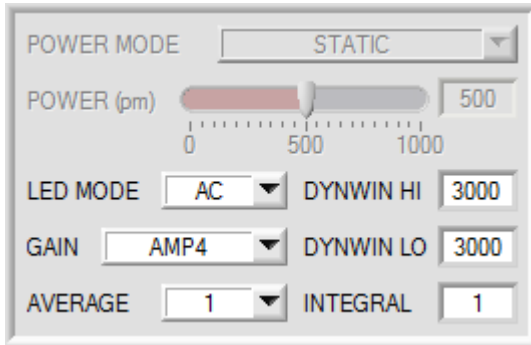 POWER MODE STATIC
POWER (pm) 500
0 500 1000
LED MODE AC DYNWIN HI 3000
GAIN AMP4 DYNWIN LO 3000
AVERAGE 1 INTEGRAL 1